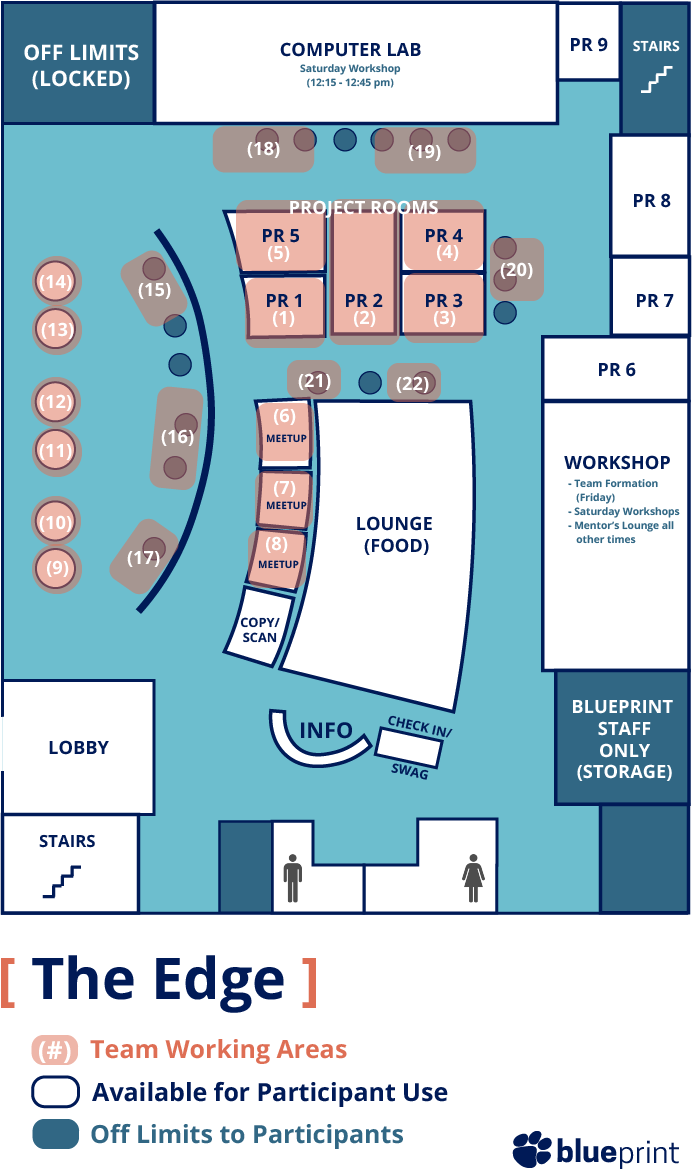 OFF LIMITS
(LOCKED)
COMPUTER LAB
Saturday Workshop
(12:15 - 12:45 pm)
PR 9
STAIRS
(18)
(19)
PR 8
PROJECT ROOMS
PR 5
(5)
PR 4
(4)
(20)
(14)
(15)
(13)
PR 1
(1)
PR 2
(2)
PR 3
(3)
PR 7
PR 6
(21)
(22)
(12)
(11)
(16)
(6)
MEETUP
(7)
MEETUP
(8)
MEETUP
LOUNGE
(FOOD)
WORKSHOP
- Team Formation
(Friday)
- Saturday Workshops
- Mentor's Lounge all
other times
(10)
(9)
(17)
COPY/
SCAN
INFO
CHECK IN/
SWAG
BLUEPRINT
STAFF
ONLY
(STORAGE)
LOBBY
STAIRS
[ The Edge ]
(#) Team Working Areas
Available for Participant Use
Off Limits to Participants
blueprint